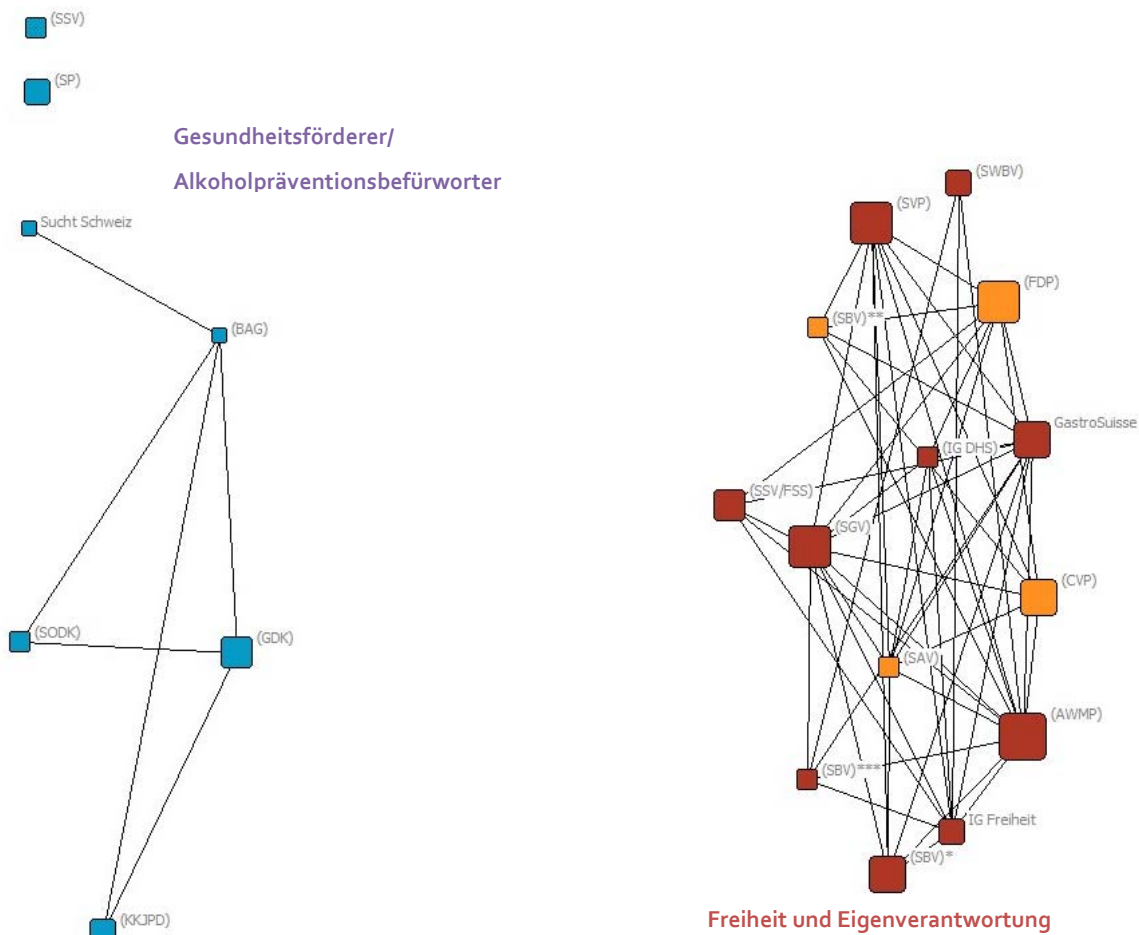 (SSV)
(SP)
Gesundheitsförderer/
Alkoholpräventionsbefürworter
(SWBV)
(SVP)
Sucht Schweiz
(FDP)
(SBV)**
(BAG)
GastroSuisse
(IG DHS)
(SSV/FSS)
(SGV)
(CVP)
(SODK)
(GDK)
(SAV)
(AWMP)
(SBV)***
IG Freiheit
(SBV)*
(KKJPD)
Freiheit und Eigenverantwortung